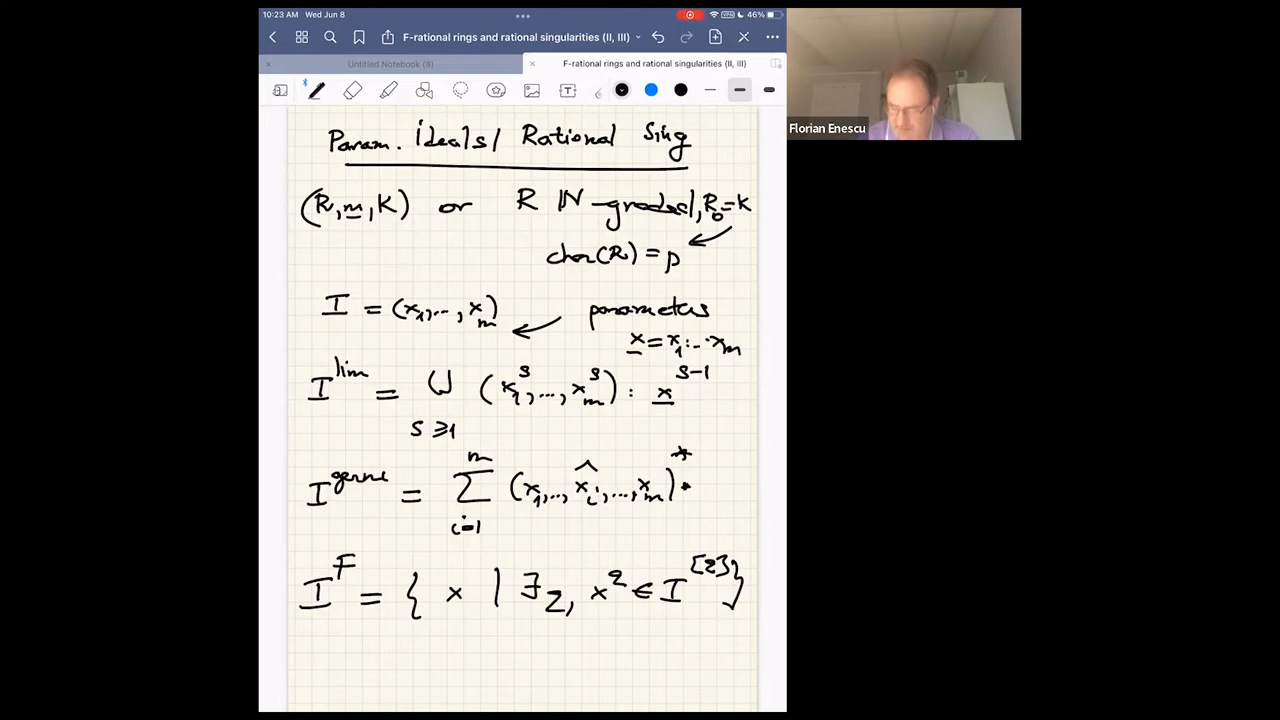 10:23 AM Wed Jun 8
46%
F-rational rings and rational singularities (II, III)
Untitled Notebook (8)
F-rational rings and rational singularities (II, III)
Florian Enescu
Param. Ideals / Rational Sing
(R, m, K) or R ℕ-graded, R₀ = K
char(R) = p
I = (x₁, ..., xₘ) parameters
x = x₁ ... xₘ
I^lim = ∪_{s ≥ 1} (x₁^s, ..., xₘ^s) : x^{s-1}
I^germ = Σ_{i=1}^{m} (x₁, .., x̂ᵢ, ..., xₘ)^*.
I^F = { x | ∃ q, x^q ∈ I^[q] }